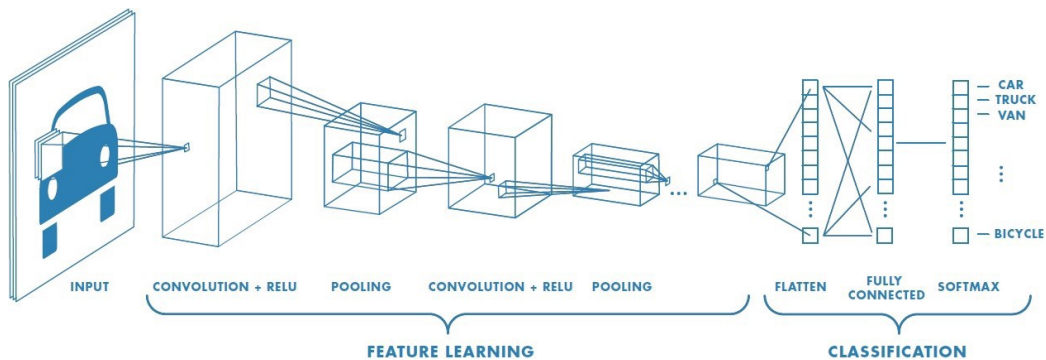 CAR
TRUCK
VAN
BICYCLE
INPUT
CONVOLUTION + RELU
POOLING
CONVOLUTION + RELU
POOLING
FLATTEN
FULLY
CONNECTED
SOFTMAX
FEATURE LEARNING
CLASSIFICATION